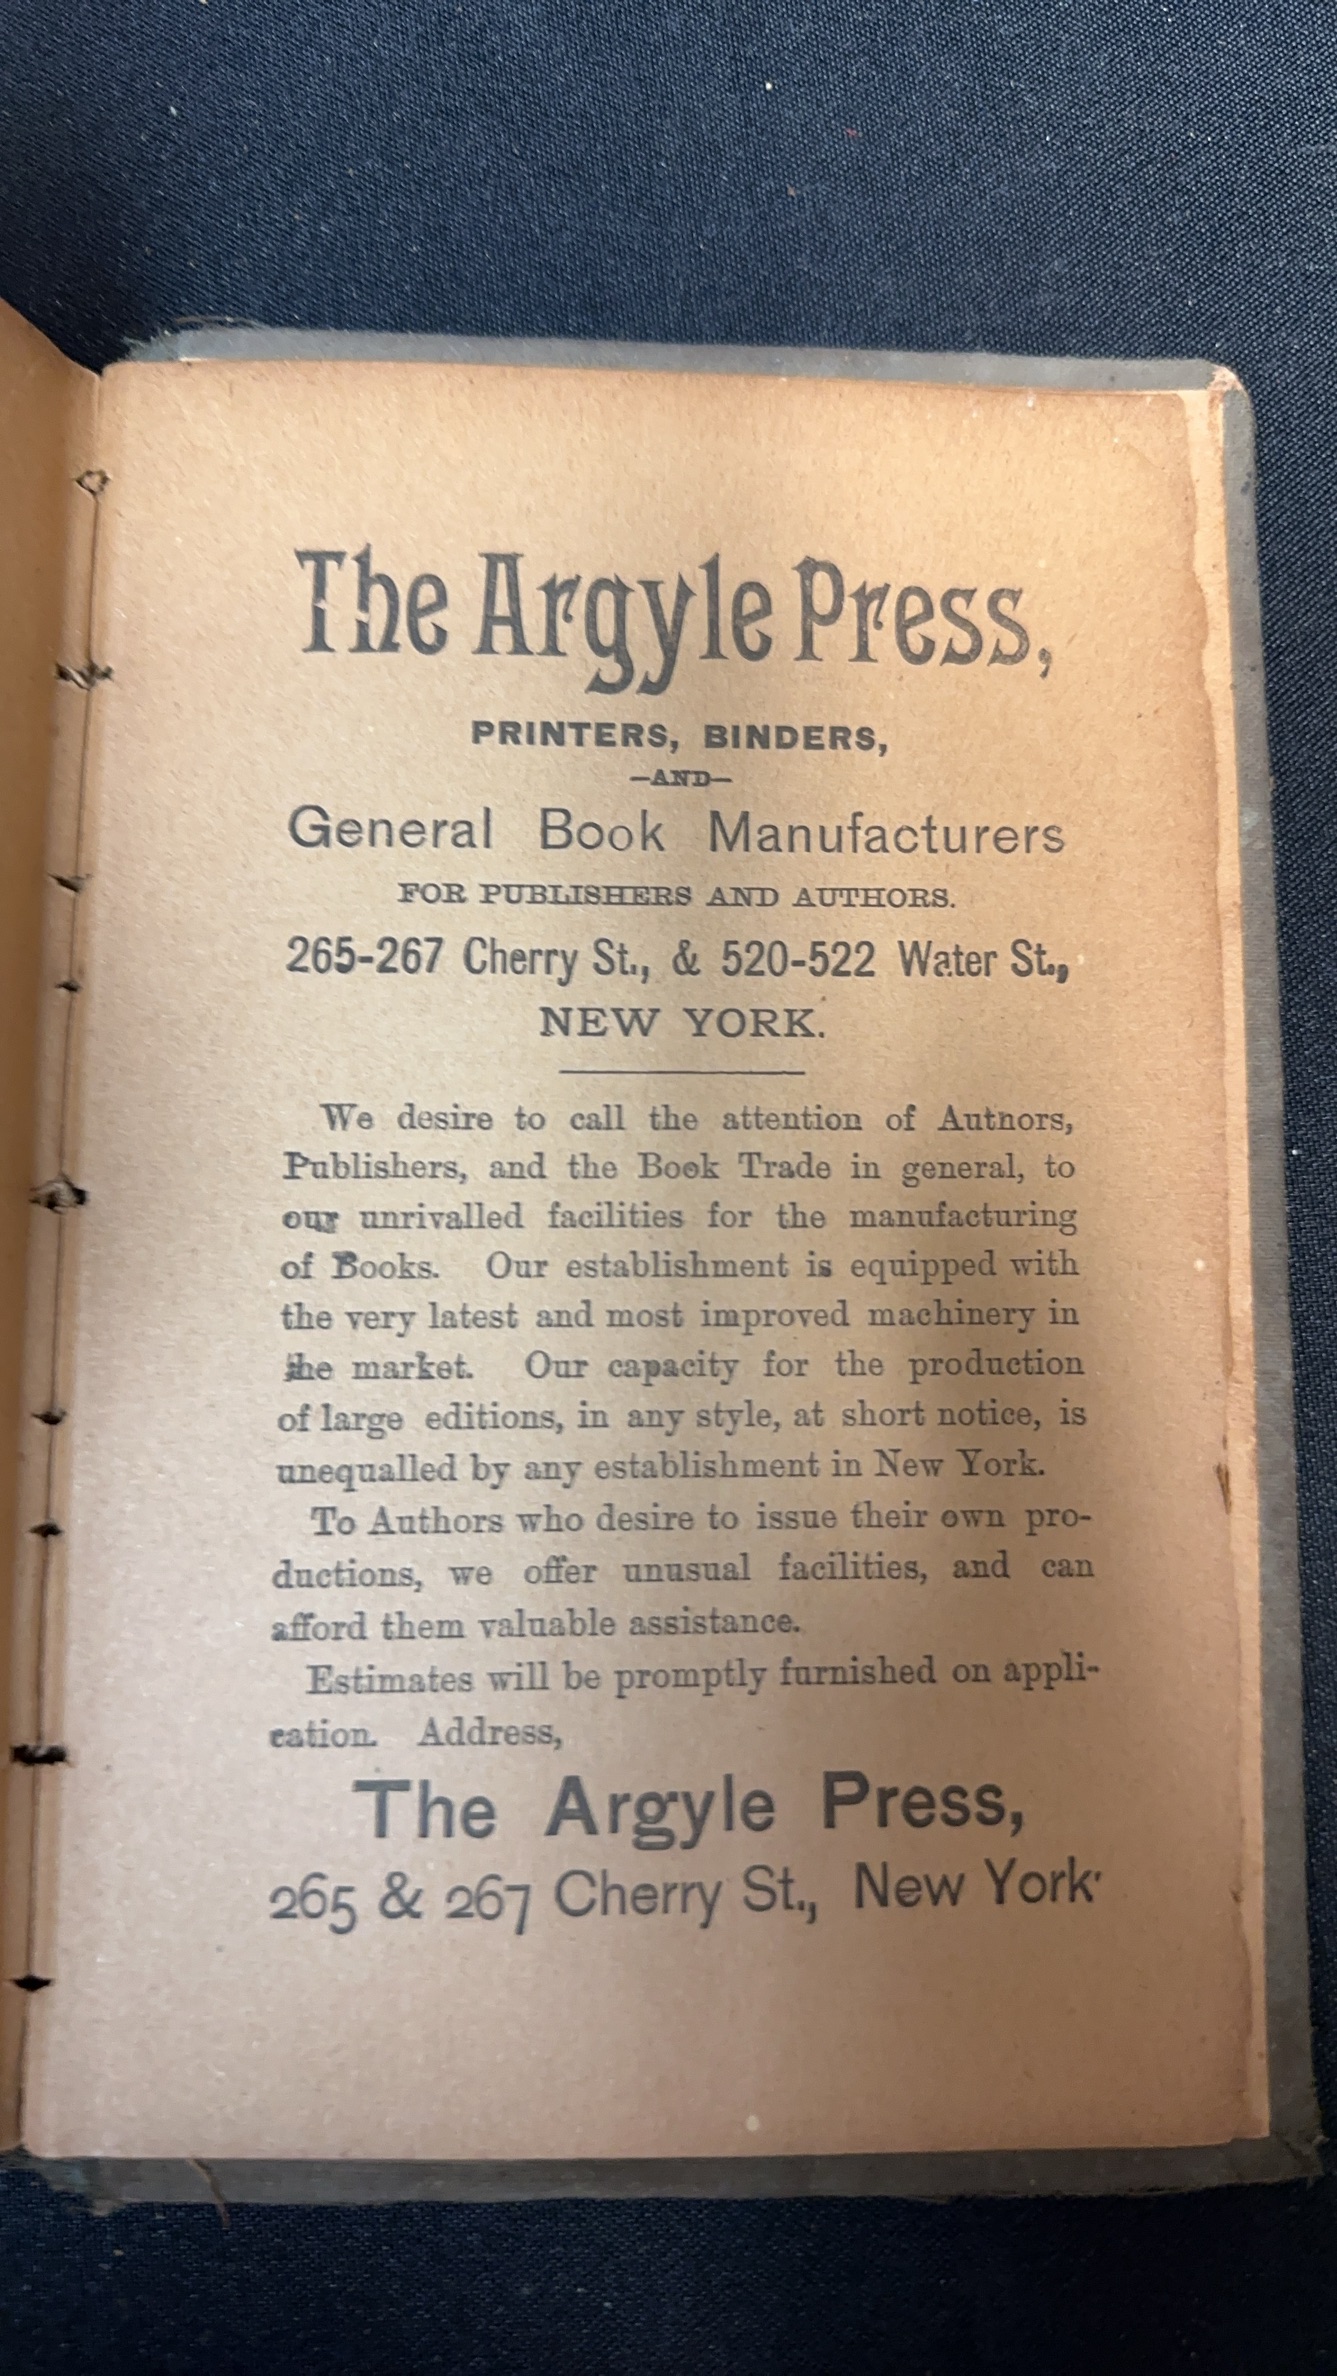 The Argyle Press,
PRINTERS, BINDERS,
—AND—
General Book Manufacturers
FOR PUBLISHERS AND AUTHORS.
265-267 Cherry St., & 520-522 Water St.,
NEW YORK.
We desire to call the attention of Autnors,
Publishers, and the Book Trade in general, to
our unrivalled facilities for the manufacturing
of Books. Our establishment is equipped with
the very latest and most improved machinery in
the market. Our capacity for the production
of large editions, in any style, at short notice, is
unequalled by any establishment in New York.
To Authors who desire to issue their own pro-
ductions, we offer unusual facilities, and can
afford them valuable assistance.
Estimates will be promptly furnished on appli-
cation. Address,
The Argyle Press,
265 & 267 Cherry St., New York·